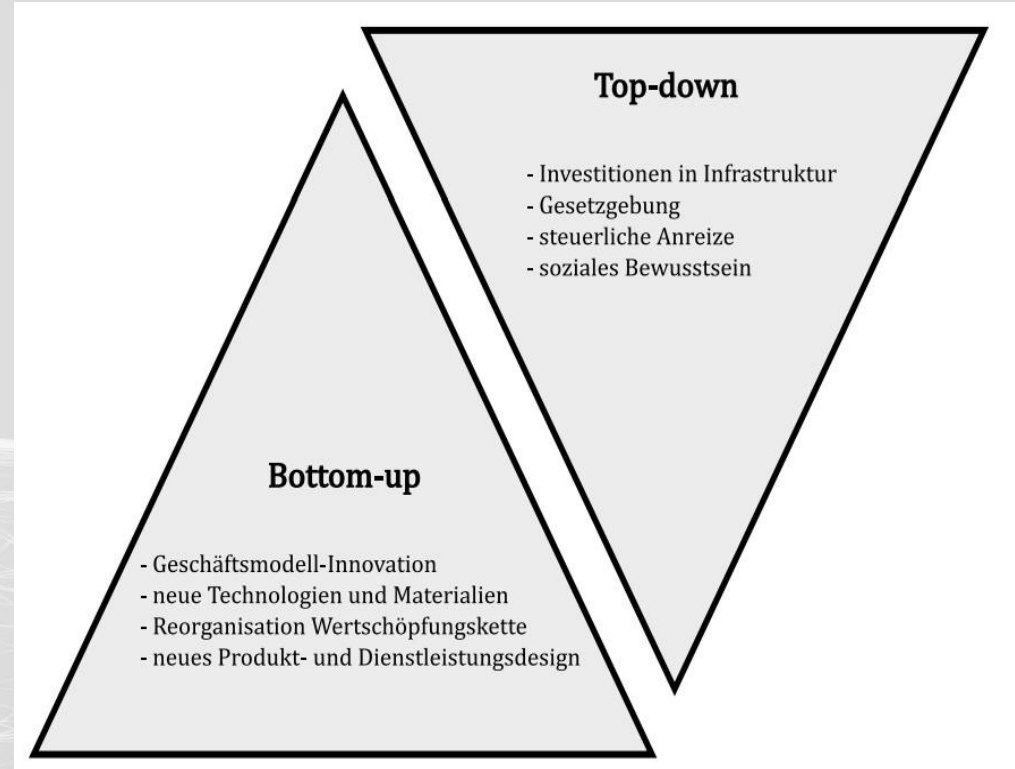 Top-down
- Investitionen in Infrastruktur
- Gesetzgebung
- steuerliche Anreize
- soziales Bewusstsein
Bottom-up
- Geschäftsmodell-Innovation
- neue Technologien und Materialien
- Reorganisation Wertschöpfungskette
- neues Produkt- und Dienstleistungsdesign